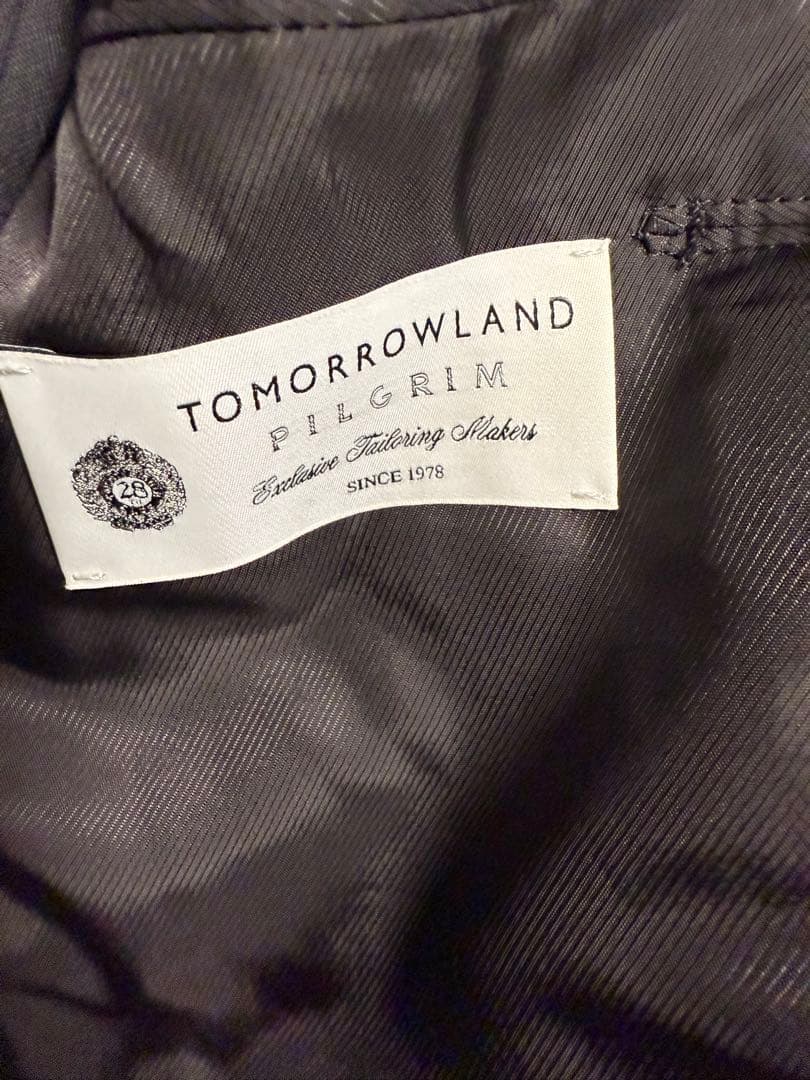 TOMORROWLAND
PILGRIM
Exclusive Tailoring Makers
SINCE 1978
28